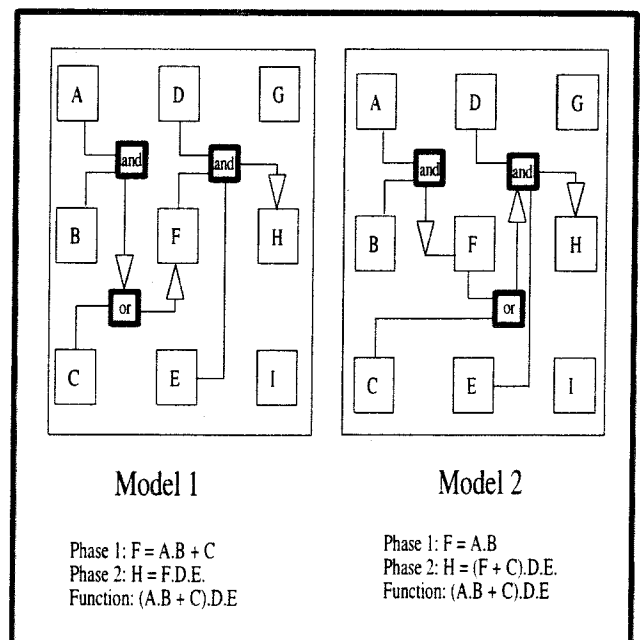 A D G
and and
B F H
or
C E I
Model 1
Phase 1: F = A.B + C
Phase 2: H = F.D.E.
Function: (A.B + C).D.E
A D G
and and
B F H
or
C E I
Model 2
Phase 1: F = A.B
Phase 2: H = (F + C).D.E.
Function: (A.B + C).D.E